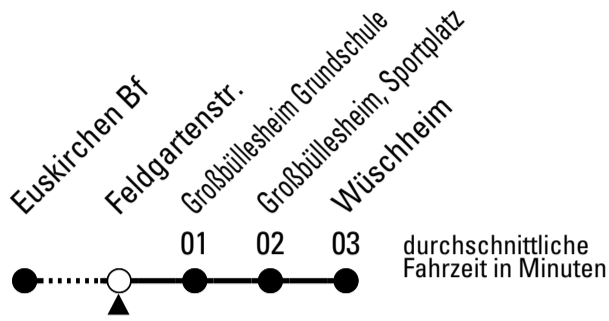 Euskirchen Bf
Feldgartenstr.
Großbüllesheim Grundschule
Großbüllesheim, Sportplatz
Wüschheim
01 02 03
durchschnittliche
Fahrzeit in Minuten